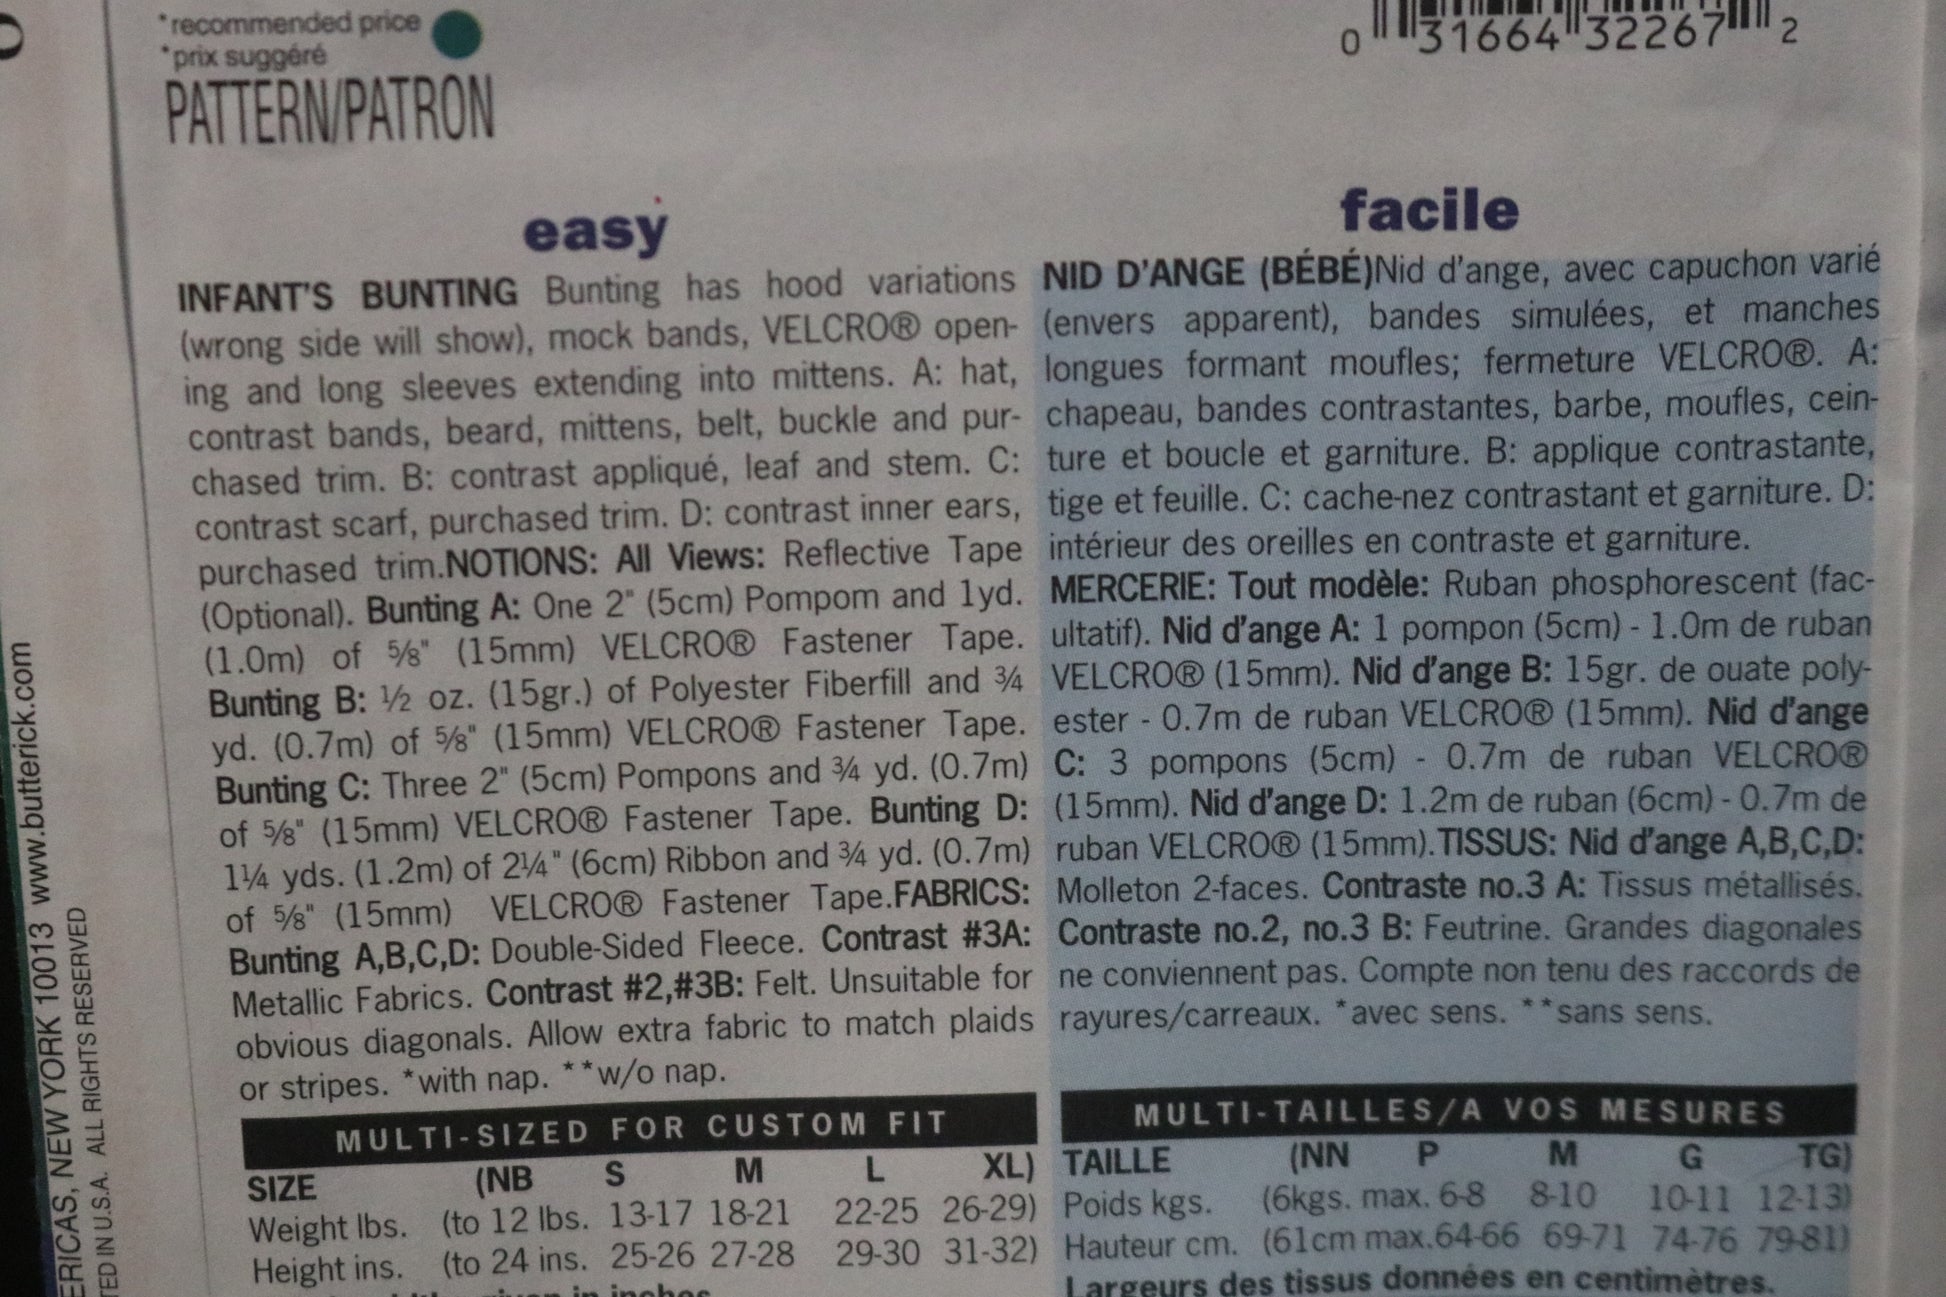 *recommended price
*prix suggéré
PATTERN/PATRON
0 31664 32267 2
easy
INFANT'S BUNTING Bunting has hood variations
(wrong side will show), mock bands, VELCRO® open-
ing and long sleeves extending into mittens. A: hat,
contrast bands, beard, mittens, belt, buckle and pur-
chased trim. B: contrast appliqué, leaf and stem. C:
contrast scarf, purchased trim. D: contrast inner ears,
purchased trim.NOTIONS: All Views: Reflective Tape
(Optional). Bunting A: One 2" (5cm) Pompom and 1yd.
(1.0m) of ⅝" (15mm) VELCRO® Fastener Tape.
Bunting B: ½ oz. (15gr.) of Polyester Fiberfill and ¾
yd. (0.7m) of ⅝" (15mm) VELCRO® Fastener Tape.
Bunting C: Three 2" (5cm) Pompons and ¾ yd. (0.7m)
of ⅝" (15mm) VELCRO® Fastener Tape. Bunting D:
1¼ yds. (1.2m) of 2¼" (6cm) Ribbon and ¾ yd. (0.7m)
of ⅝" (15mm) VELCRO® Fastener Tape.FABRICS:
Bunting A,B,C,D: Double-Sided Fleece. Contrast #3A:
Metallic Fabrics. Contrast #2,#3B: Felt. Unsuitable for
obvious diagonals. Allow extra fabric to match plaids
or stripes. *with nap. **w/o nap.
MULTI-SIZED FOR CUSTOM FIT
SIZE (NB S M L XL)
Weight lbs. (to 12 lbs. 13-17 18-21 22-25 26-29)
Height ins. (to 24 ins. 25-26 27-28 29-30 31-32)
given in inches
facile
NID D'ANGE (BÉBÉ)Nid d'ange, avec capuchon varié
(envers apparent), bandes simulées, et manches
longues formant moufles; fermeture VELCRO®. A:
chapeau, bandes contrastantes, barbe, moufles, cein-
ture et boucle et garniture. B: applique contrastante,
tige et feuille. C: cache-nez contrastant et garniture. D:
intérieur des oreilles en contraste et garniture.
MERCERIE: Tout modèle: Ruban phosphorescent (fac-
ultatif). Nid d'ange A: 1 pompon (5cm) - 1.0m de ruban
VELCRO® (15mm). Nid d'ange B: 15gr. de ouate poly-
ester - 0.7m de ruban VELCRO® (15mm). Nid d'ange
C: 3 pompons (5cm) - 0.7m de ruban VELCRO®
(15mm). Nid d'ange D: 1.2m de ruban (6cm) - 0.7m de
ruban VELCRO® (15mm).TISSUS: Nid d'ange A,B,C,D:
Molleton 2-faces. Contraste no.3 A: Tissus métallisés.
Contraste no.2, no.3 B: Feutrine. Grandes diagonales
ne conviennent pas. Compte non tenu des raccords de
rayures/carreaux. *avec sens. **sans sens.
MULTI-TAILLES/A VOS MESURES
TAILLE (NN P M G TG)
Poids kgs. (6kgs. max. 6-8 8-10 10-11 12-13)
Hauteur cm. (61cm max.64-66 69-71 74-76 79-81)
Largeurs des tissus données en centimètres.
ERICAS, NEW YORK 10013 www.butterick.com
TED IN U.S.A. ALL RIGHTS RESERVED